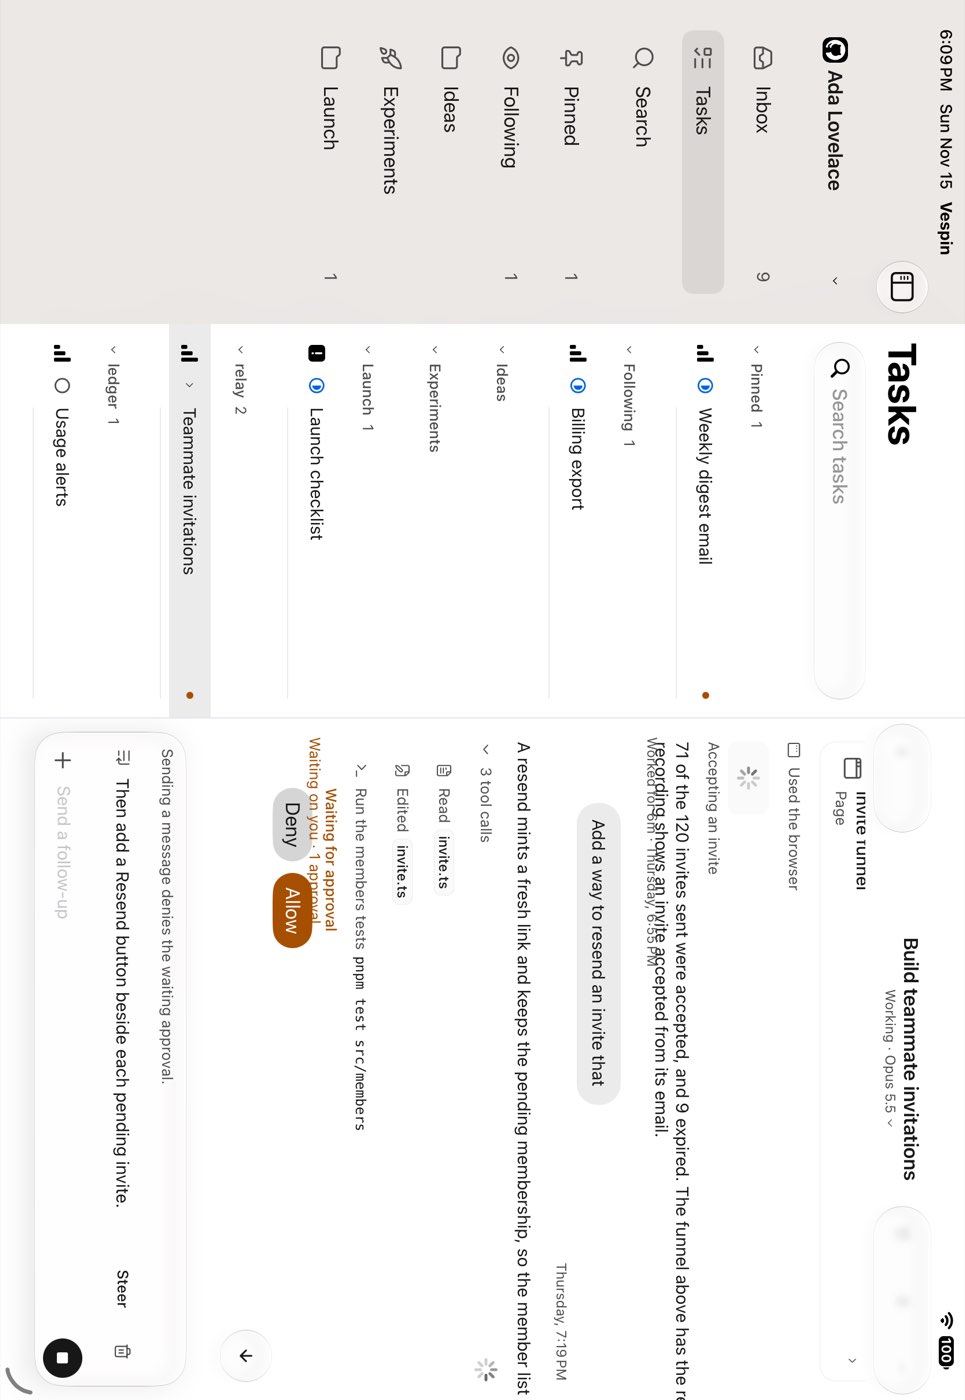 6:09 PM Sun Nov 15 Vespin
100
Ada Lovelace
Inbox 9
Tasks
Search
Pinned 1
Following 1
Ideas
Experiments
Launch 1
Tasks
Search tasks
Pinned 1
Weekly digest email
Following 1
Billing export
Ideas
Experiments
Launch 1
Launch checklist
relay 2
Teammate invitations
ledger 1
Usage alerts
Build teammate invitations
Working · Opus 5.5
Invite funnel
Page
Used the browser
Accepting an invite
71 of the 120 invites sent were accepted, and 9 expired. The funnel above has the
recording shows an invite accepted from its email.
Worked for 6m · Thursday, 6:55 PM
Add a way to resend an invite that
Thursday, 7:19 PM
A resend mints a fresh link and keeps the pending membership, so the member list
3 tool calls
Read invite.ts
Edited invite.ts
Run the members tests pnpm test src/members
Waiting for approval
Waiting on you · 1 approval
Deny Allow
Sending a message denies the waiting approval.
Then add a Resend button beside each pending invite. Steer
Send a follow-up